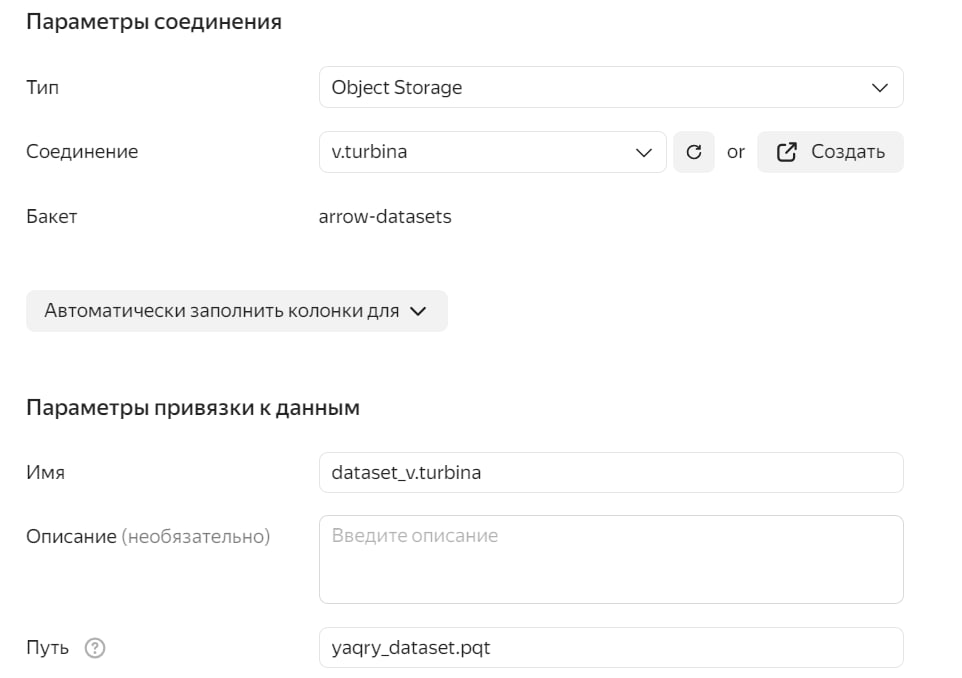 Параметры соединения
Тип Object Storage
Соединение v.turbina or Создать
Бакет arrow-datasets
Автоматически заполнить колонки для
Параметры привязки к данным
Имя dataset_v.turbina
Описание (необязательно) Введите описание
Путь ? yaqry_dataset.pqt